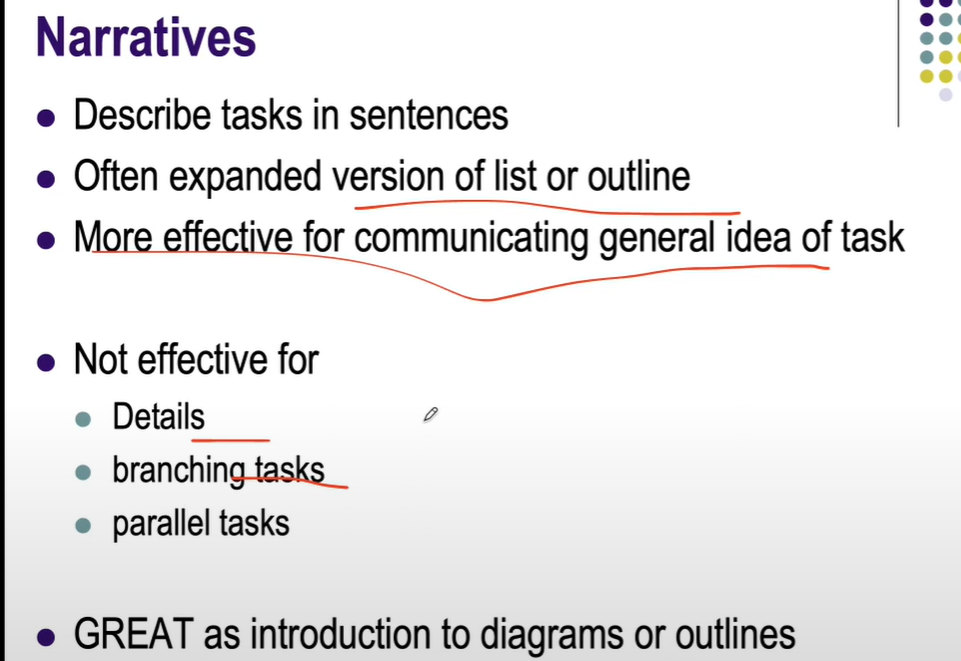 Narratives
Describe tasks in sentences
Often expanded version of list or outline
More effective for communicating general idea of task
Not effective for
Details
branching tasks
parallel tasks
GREAT as introduction to diagrams or outlines